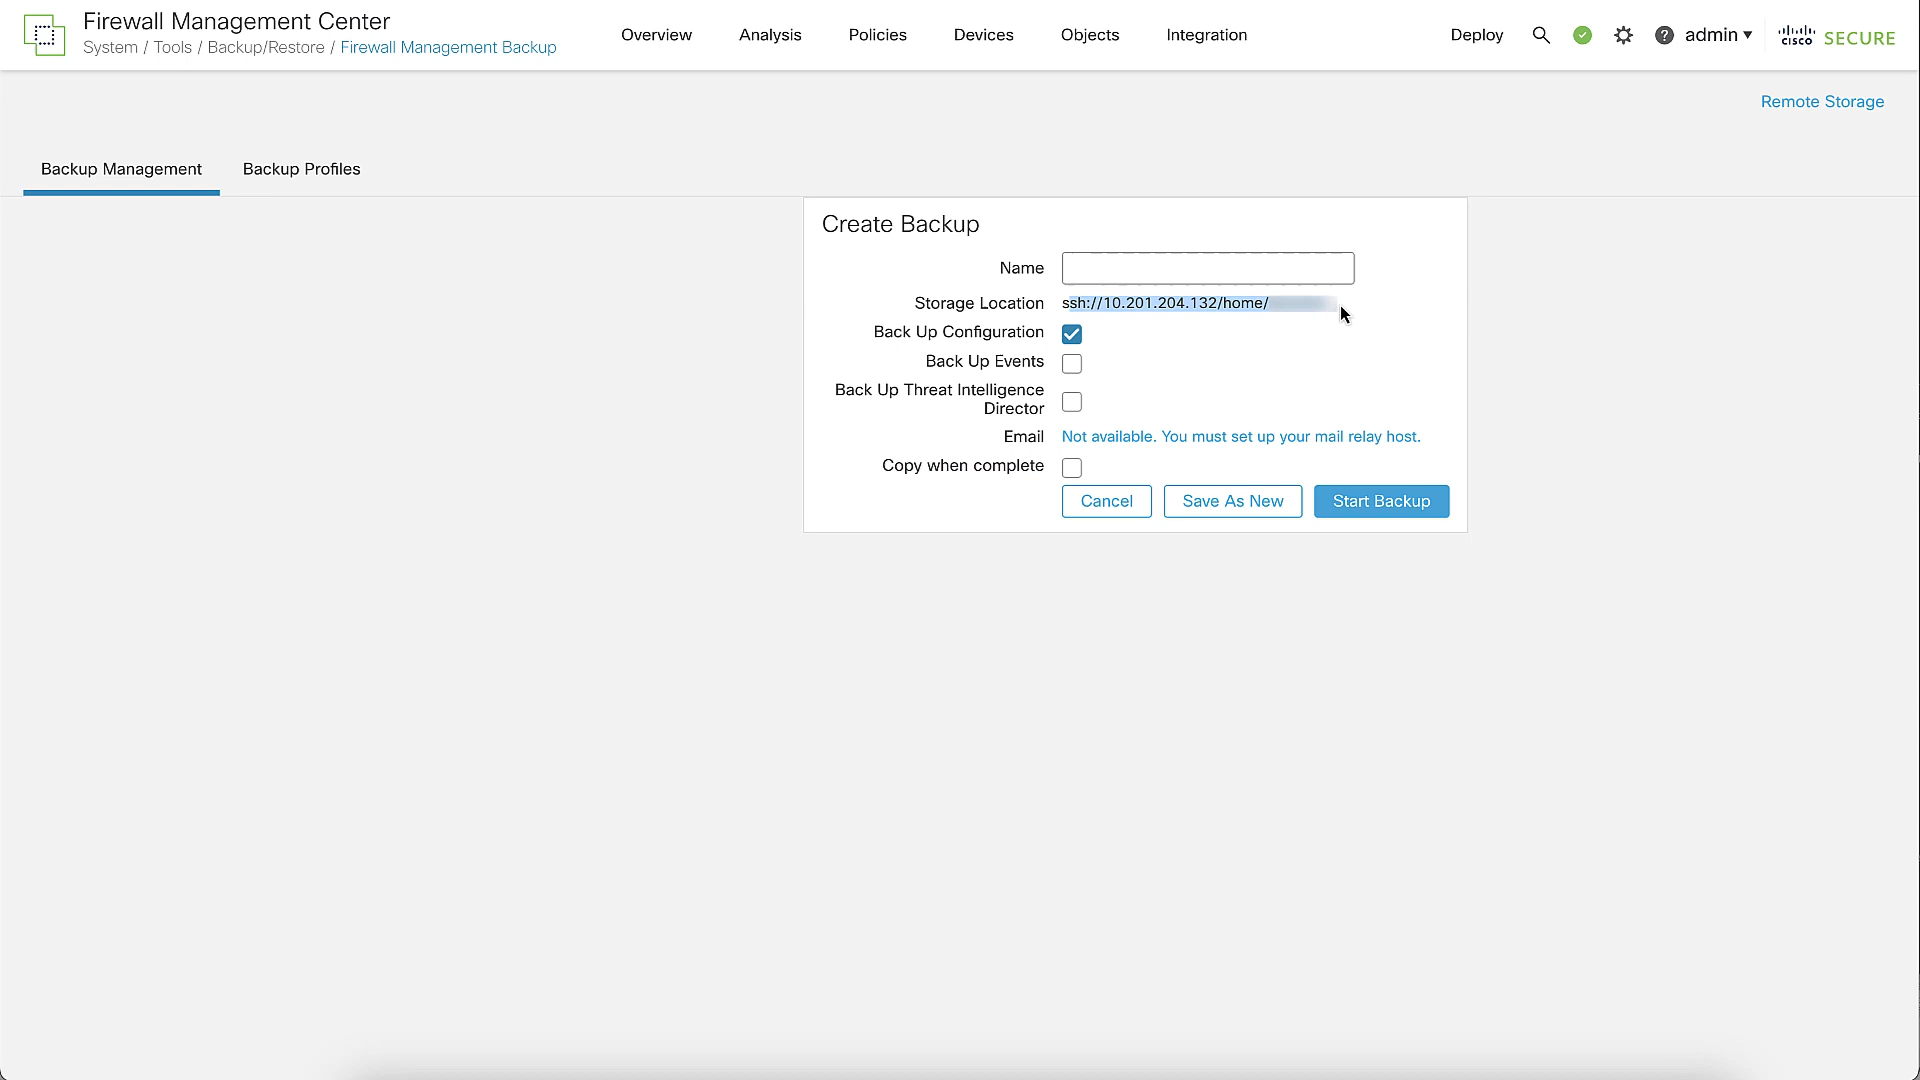 Firewall Management Center
System / Tools / Backup/Restore / Firewall Management Backup
Overview Analysis Policies Devices Objects Integration
Deploy ? admin cisco SECURE
Remote Storage
Backup Management Backup Profiles
Create Backup
Name
Storage Location ssh://10.201.204.132/home/
Back Up Configuration
Back Up Events
Back Up Threat Intelligence
Director
Email Not available. You must set up your mail relay host.
Copy when complete
Cancel Save As New Start Backup